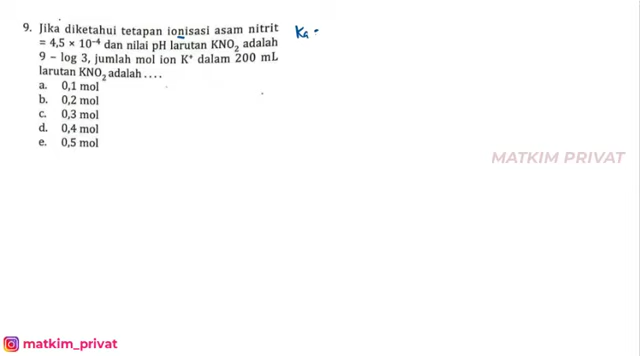 9. Jika diketahui tetapan ionisasi asam nitrit
= 4,5 × 10⁻⁴ dan nilai pH larutan KNO₂ adalah
9 – log 3, jumlah mol ion K⁺ dalam 200 mL
larutan KNO₂ adalah ....
a. 0,1 mol
b. 0,2 mol
c. 0,3 mol
d. 0,4 mol
e. 0,5 mol
Ka =
MATKIM PRIVAT
matkim_privat